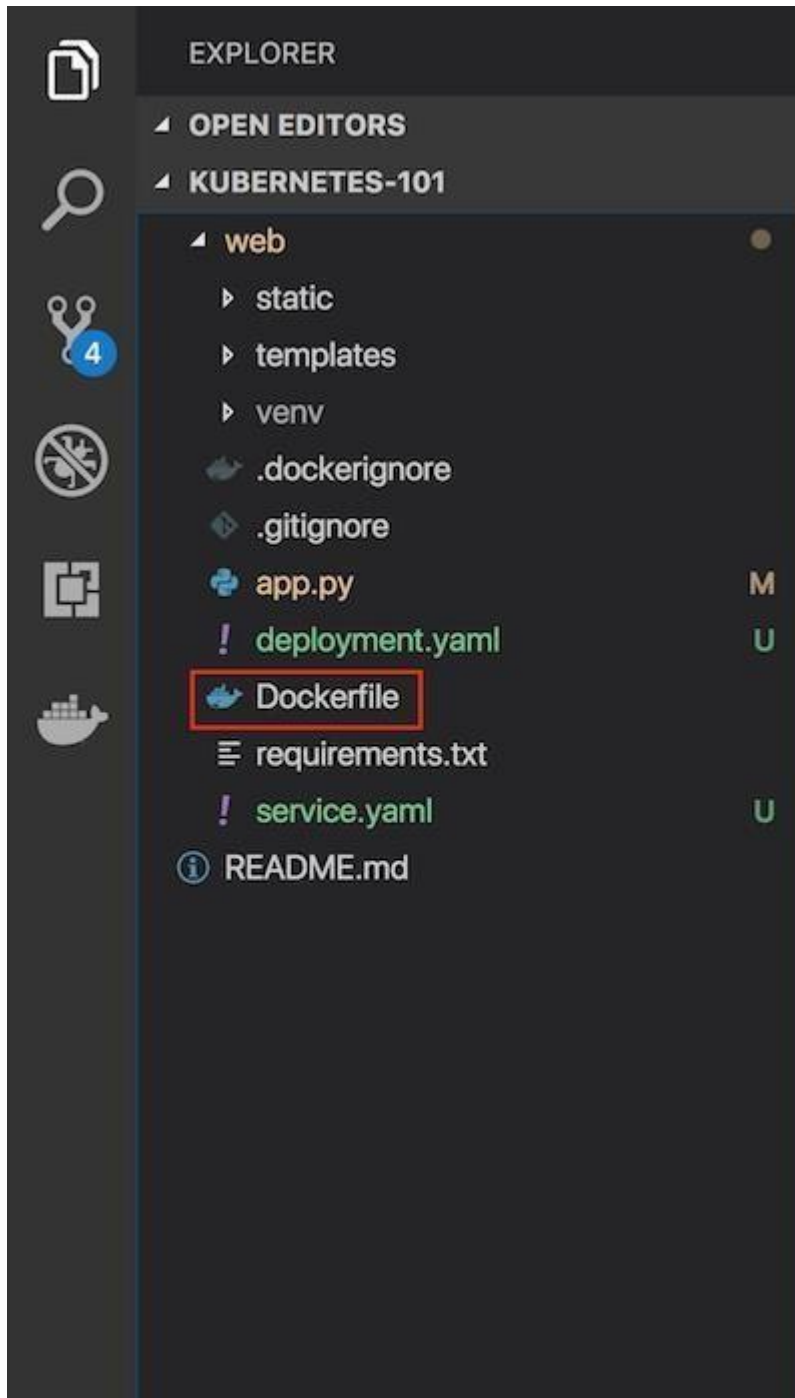 EXPLORER
OPEN EDITORS
KUBERNETES-101
web
static
templates
4
venv
.dockerignore
.gitignore
app.py M
deployment.yaml U
Dockerfile
requirements.txt
service.yaml U
README.md